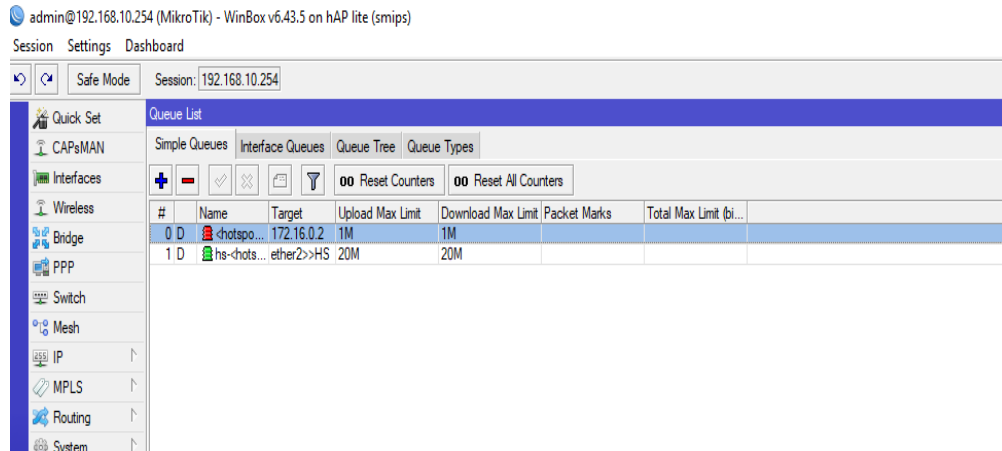 admin@192.168.10.254 (MikroTik) - WinBox v6.43.5 on hAP lite (smips)
Session Settings Dashboard
Safe Mode Session: 192.168.10.254
Quick Set
CAPsMAN
Interfaces
Wireless
Bridge
PPP
Switch
Mesh
255 IP
MPLS
Routing
System
Queue List
Simple Queues Interface Queues Queue Tree Queue Types
00 Reset Counters 00 Reset All Counters
# Name Target Upload Max Limit Download Max Limit Packet Marks Total Max Limit (bi...
0 D <hotspo... 172.16.0.2 1M 1M
1 D hs-<hots... ether2>>HS 20M 20M